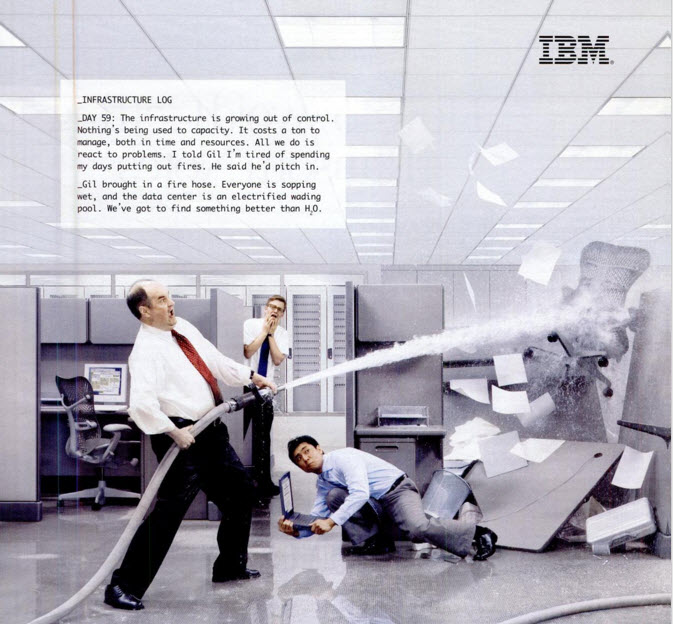 IBM®
_INFRASTRUCTURE LOG
_DAY 59: The infrastructure is growing out of control.
Nothing's being used to capacity. It costs a ton to
manage, both in time and resources. All we do is
react to problems. I told Gil I'm tired of spending
my days putting out fires. He said he'd pitch in.
_Gil brought in a fire hose. Everyone is sopping
wet, and the data center is an electrified wading
pool. We've got to find something better than H₂O.